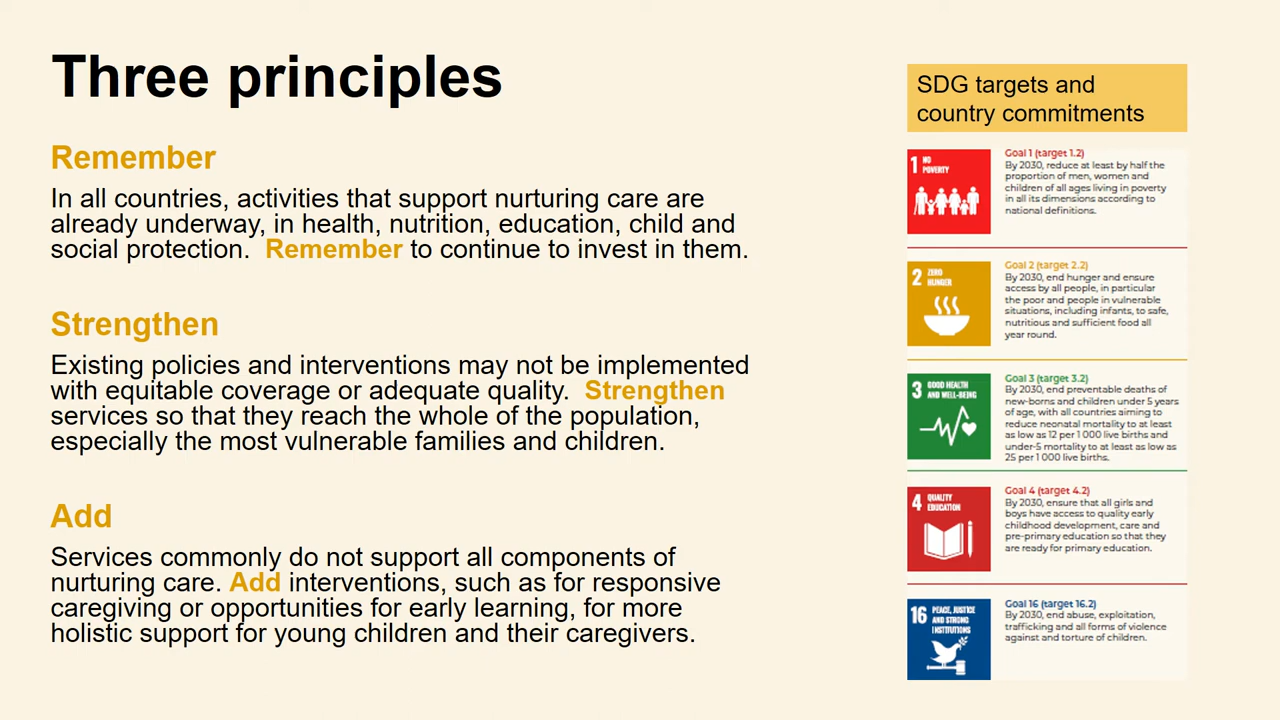 Three principles
Remember
In all countries, activities that support nurturing care are
already underway, in health, nutrition, education, child and
social protection. Remember to continue to invest in them.
Strengthen
Existing policies and interventions may not be implemented
with equitable coverage or adequate quality. Strengthen
services so that they reach the whole of the population,
especially the most vulnerable families and children.
Add
Services commonly do not support all components of
nurturing care. Add interventions, such as for responsive
caregiving or opportunities for early learning, for more
holistic support for young children and their caregivers.
SDG targets and
country commitments
1 NO
POVERTY
Goal 1 (target 1.2)
By 2030, reduce at least by half the
proportion of men, women and
children of all ages living in poverty
in all its dimensions according to
national definitions.
2 ZERO
HUNGER
Goal 2 (target 2.2)
By 2030, end hunger and ensure
access by all people, in particular
the poor and people in vulnerable
situations, including infants, to safe,
nutritious and sufficient food all
year round.
3 GOOD HEALTH
AND WELL-BEING
Goal 3 (target 3.2)
By 2030, end preventable deaths of
new-borns and children under 5 years
of age, with all countries aiming to
reduce neonatal mortality to at least
as low as 12 per 1 000 live births and
under-5 mortality to at least as low as
25 per 1 000 live births.
4 QUALITY
EDUCATION
Goal 4 (target 4.2)
By 2030, ensure that all girls and
boys have access to quality early
childhood development, care and
pre-primary education so that they
are ready for primary education.
16 PEACE, JUSTICE
AND STRONG
INSTITUTIONS
Goal 16 (target 16.2)
By 2030, end abuse, exploitation,
trafficking and all forms of violence
against and torture of children.